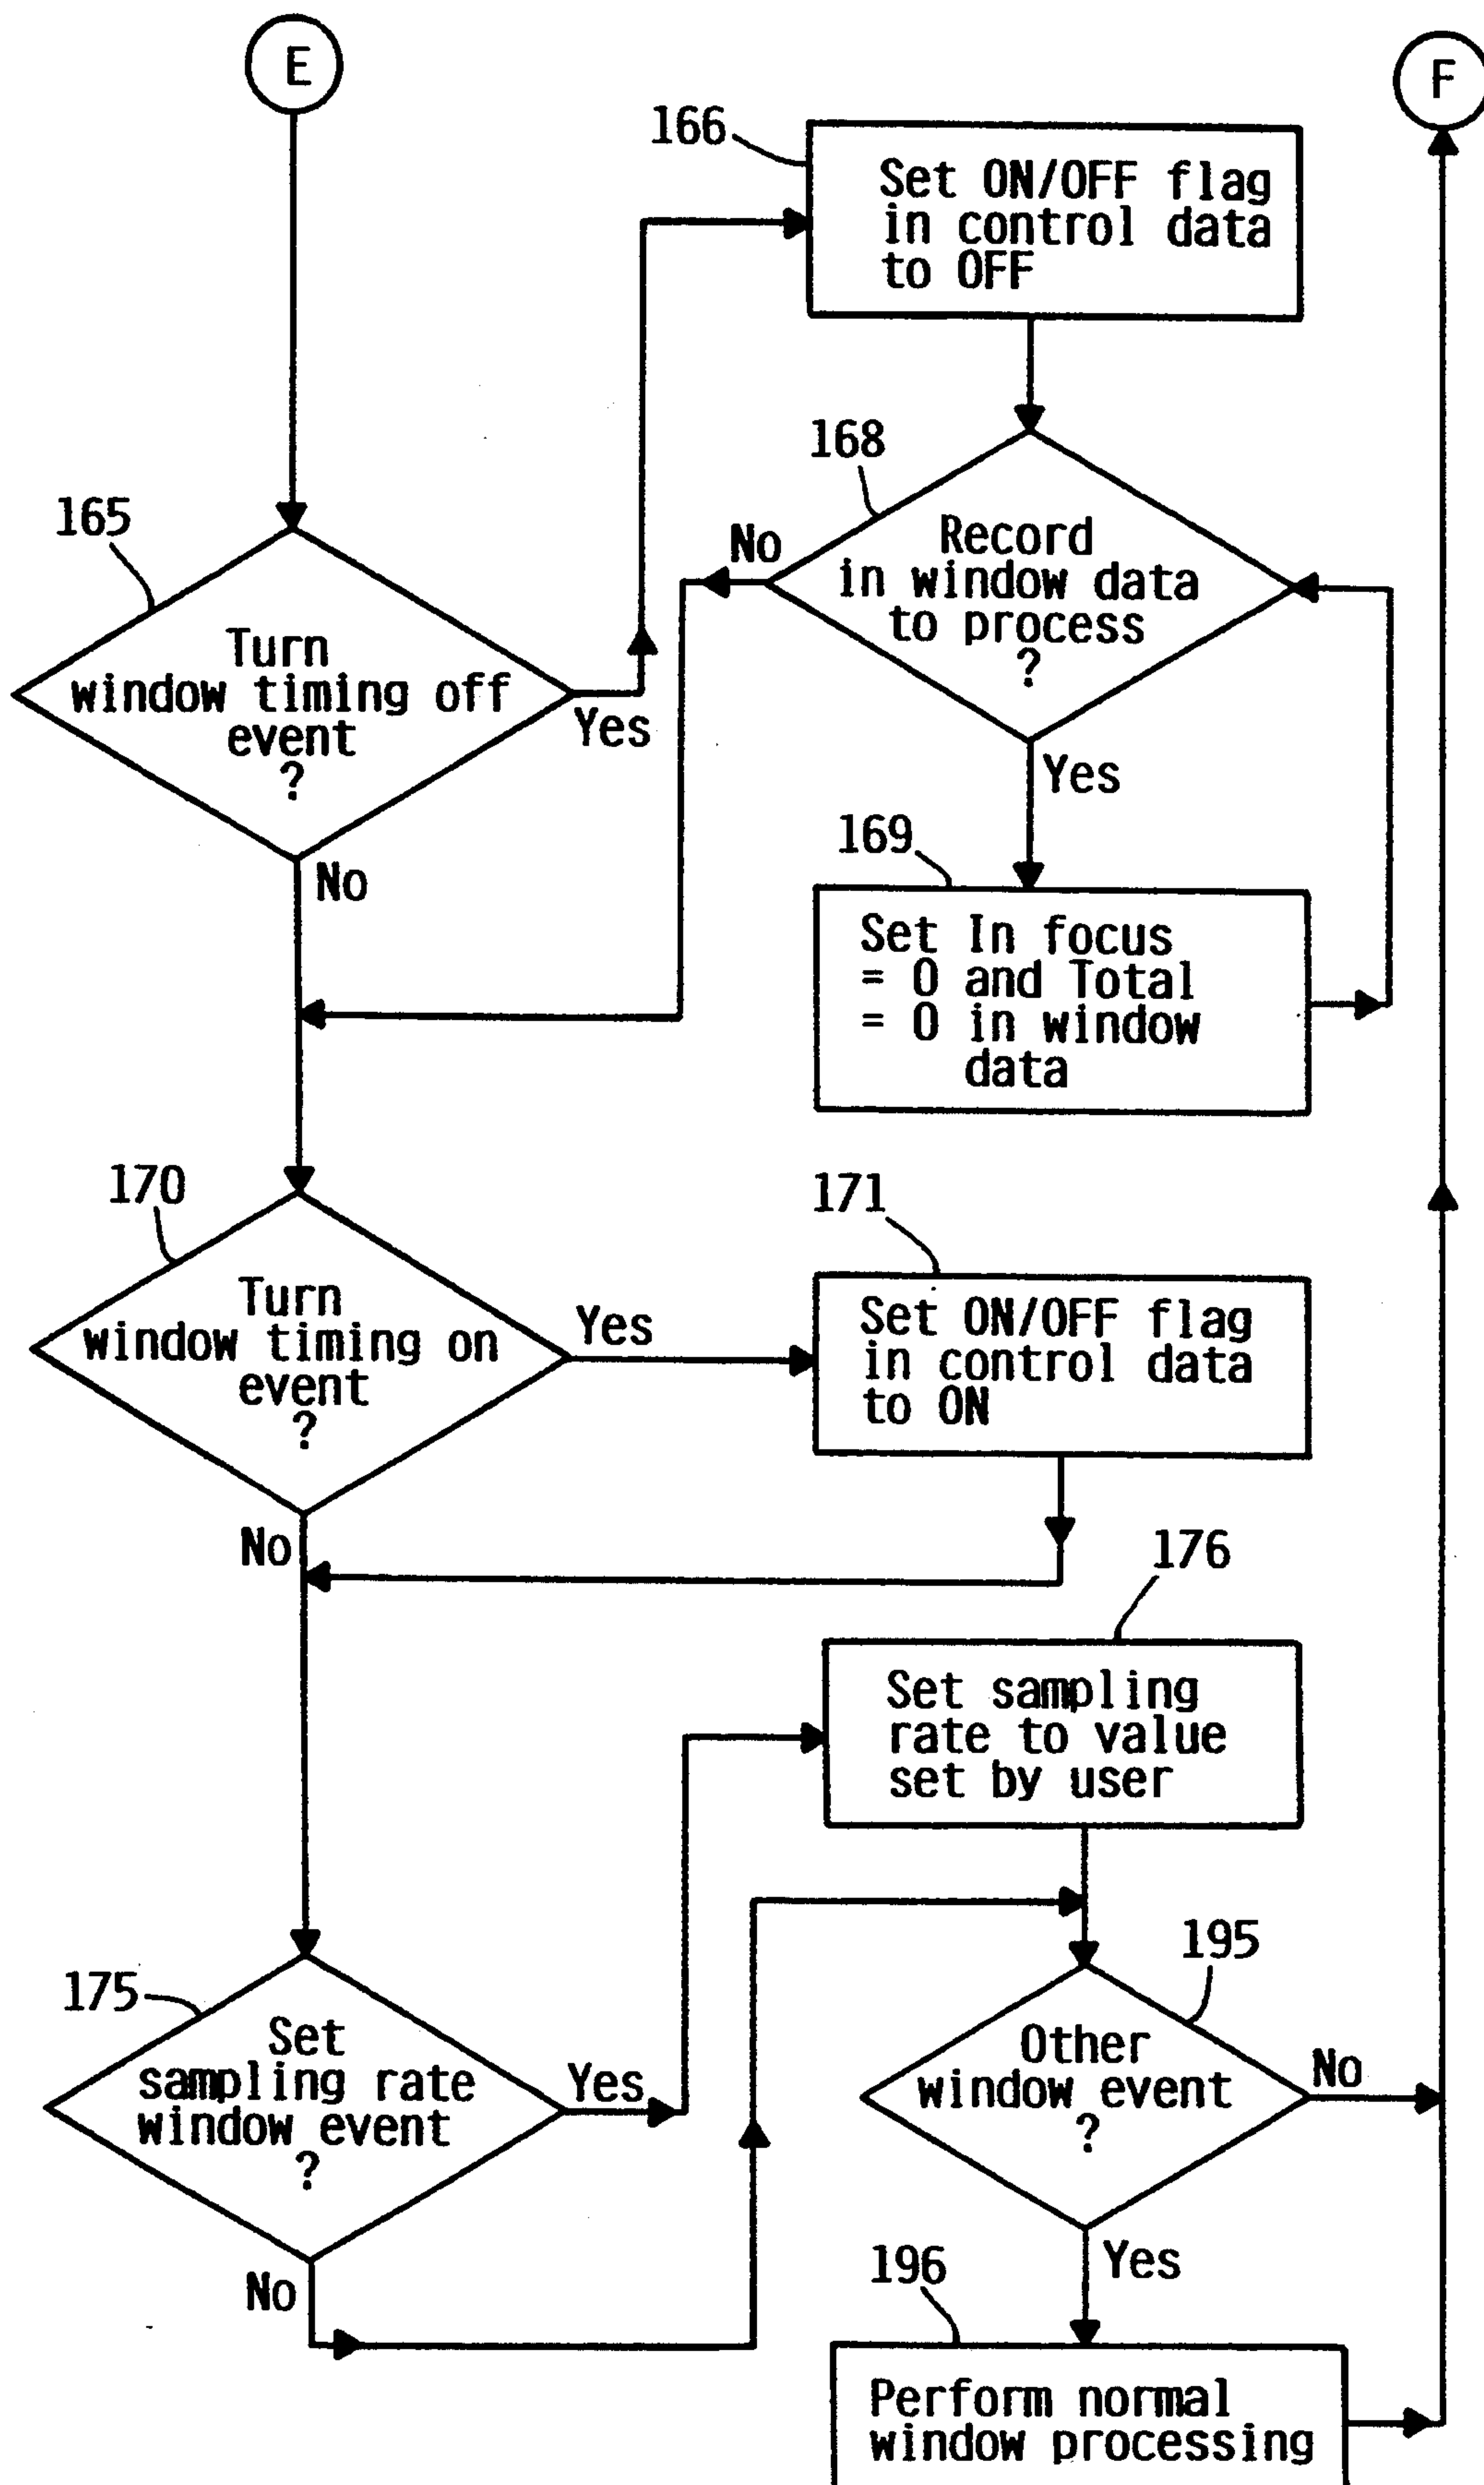 E
F
166
Set ON/OFF flag
in control data
to OFF
168
Record
in window data
to process
?
No
Yes
165
Turn
window timing off
event
?
Yes
No
169
Set In focus
= 0 and Total
= 0 in window
data
170
Turn
window timing on
event
?
Yes
No
171
Set ON/OFF flag
in control data
to ON
176
Set sampling
rate to value
set by user
175
Set
sampling rate
window event
?
Yes
No
195
Other
window event
?
No
Yes
196
Perform normal
window processing